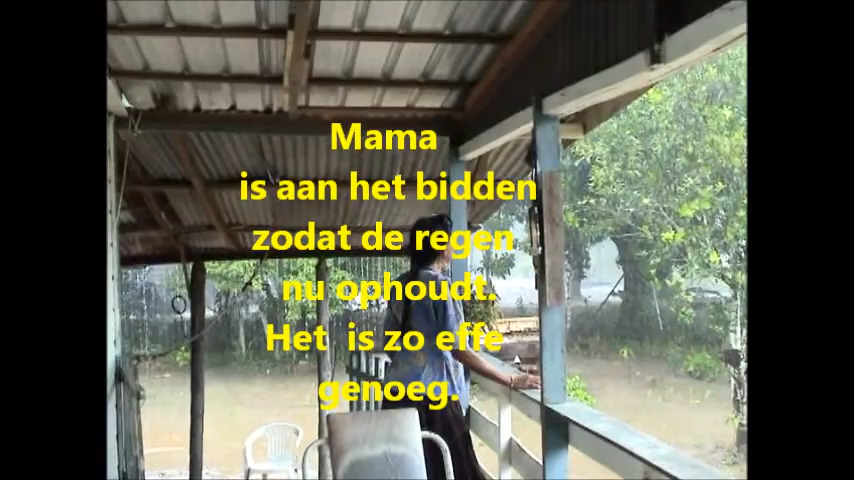 Mama
is aan het bidden
zodat de regen
nu ophoudt.
Het is zo effe
genoeg.